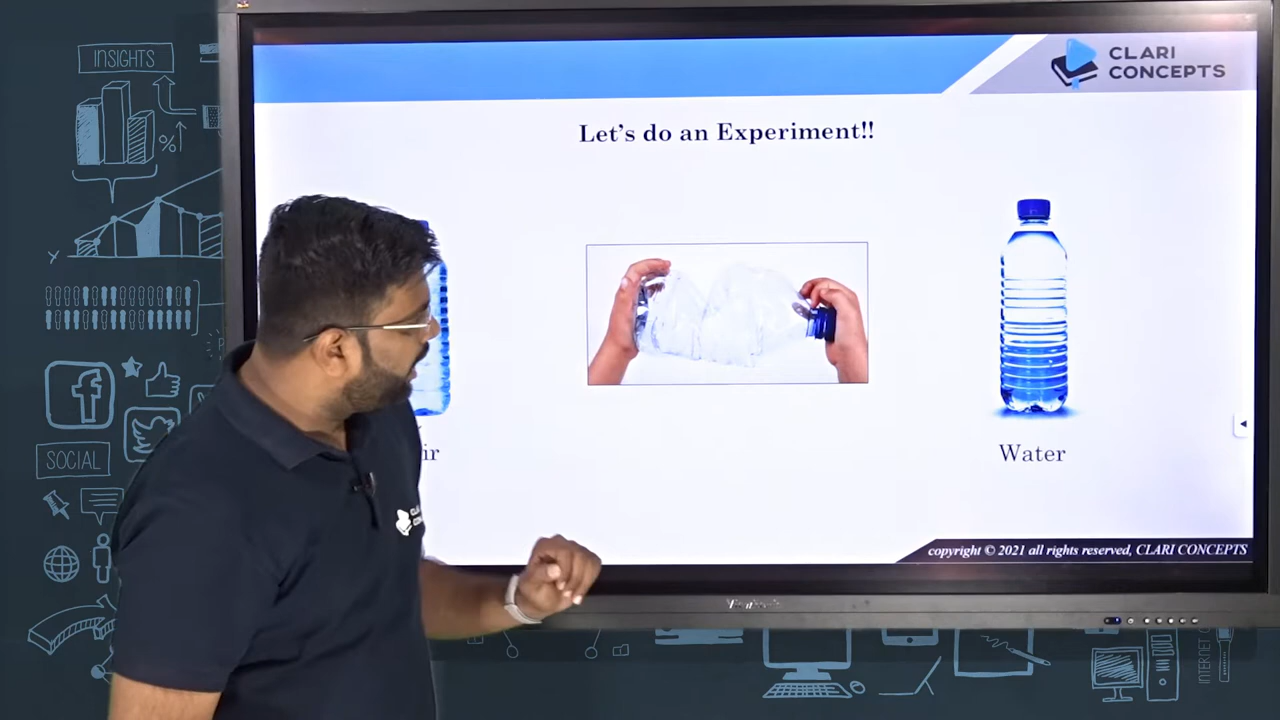 INSIGHTS
%
CLARI
CONCEPTS
Let's do an Experiment!!
SOCIAL
Water
copyright © 2021 all rights reserved, CLARI CONCEPTS